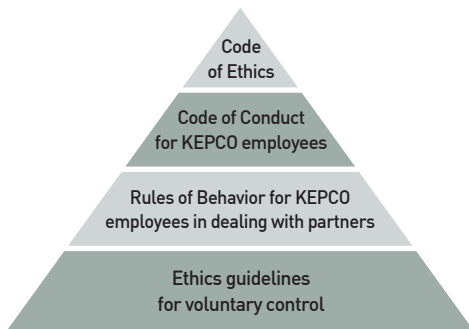 Code
of Ethics
Code of Conduct
for KEPCO employees
Rules of Behavior for KEPCO
employees in dealing with partners
Ethics guidelines
for voluntary control